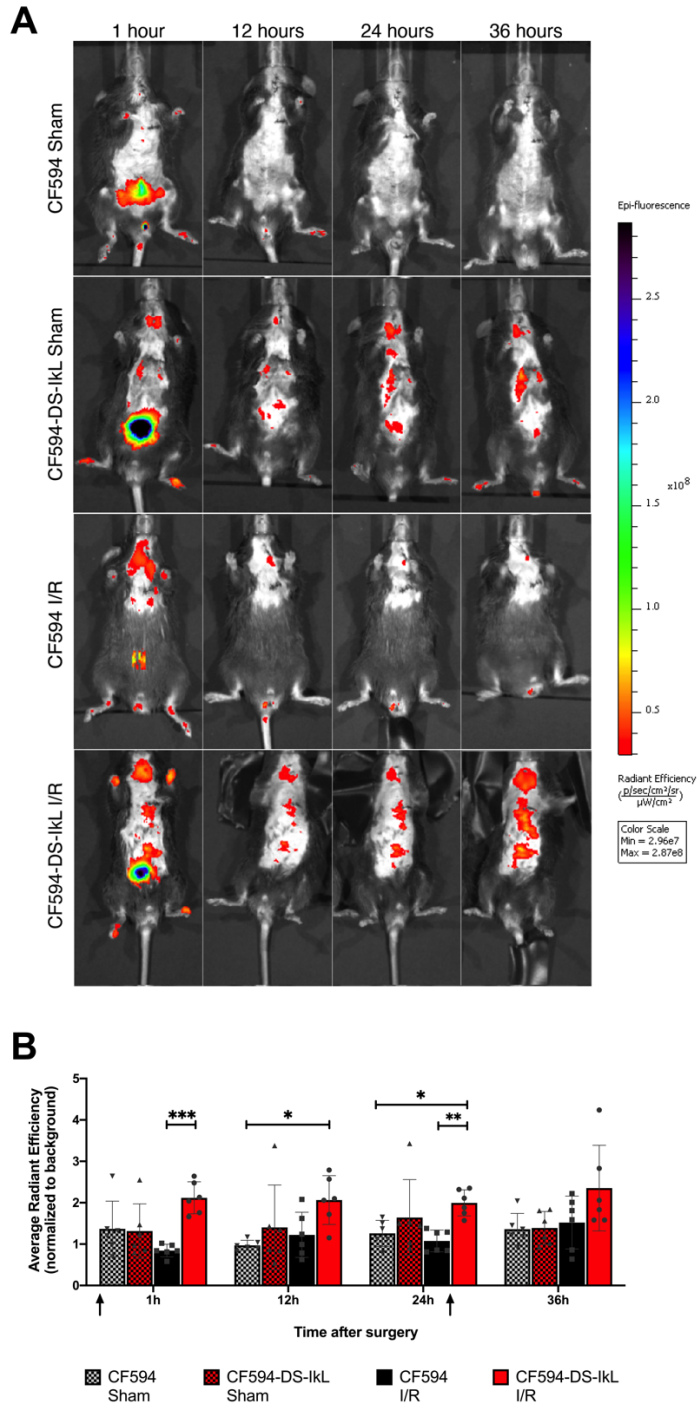 A
1 hour
12 hours
24 hours
36 hours
CF594 Sham
CF594-DS-IkL Sham
CF594 I/R
CF594-DS-IkL I/R
Epi-fluorescence
2.5
2.0
1.5
x10⁸
1.0
0.5
Radiant Efficiency
(p/sec/cm²/sr
µW/cm²)
Color Scale
Min = 2.96e7
Max = 2.87e8
B
Average Radiant Efficiency
(normalized to background)
5
4
3
2
1
0
***
*
*
**
1h
12h
24h
36h
Time after surgery
CF594
Sham
CF594-DS-IkL
Sham
CF594
I/R
CF594-DS-IkL
I/R